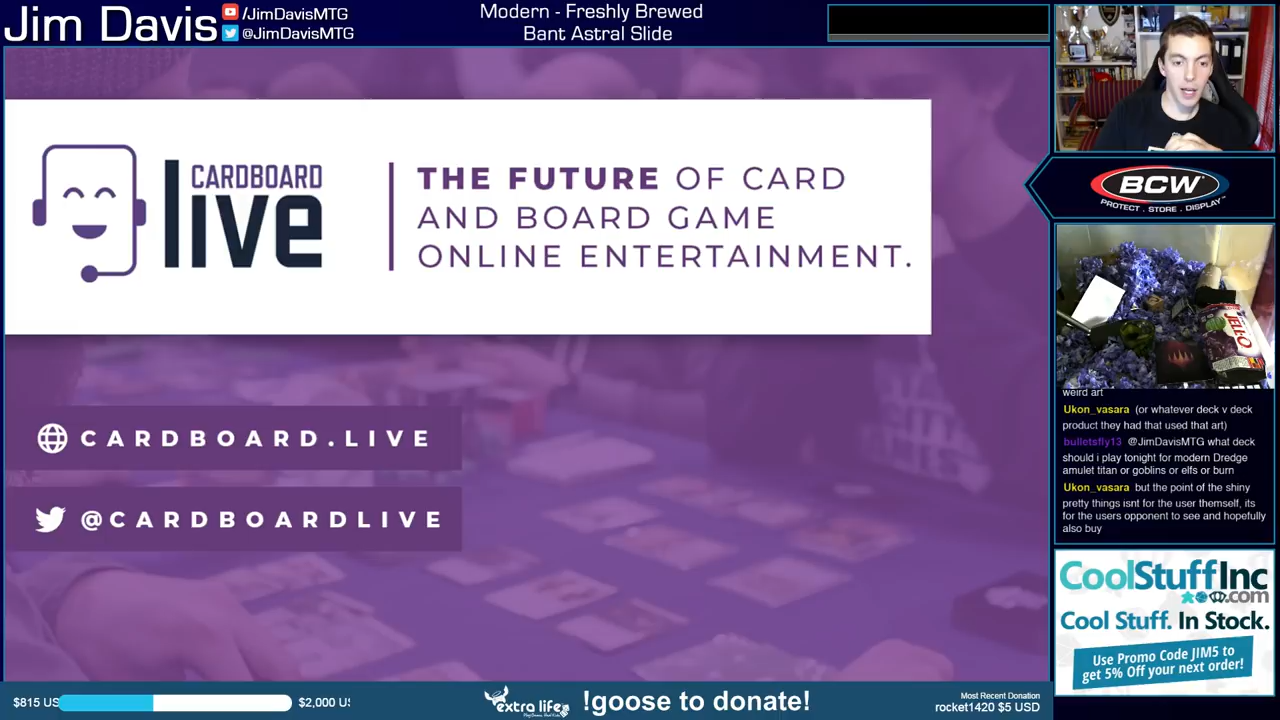 Jim Davis
/JimDavisMTG
@JimDavisMTG
Modern - Freshly Brewed
Bant Astral Slide
CARDBOARD
live
THE FUTURE OF CARD
AND BOARD GAME
ONLINE ENTERTAINMENT.
CARDBOARD.LIVE
@CARDBOARDLIVE
BCW
PROTECT . STORE . DISPLAY
JELL-O
weird art
Ukon_vasara (or whatever deck v deck
product they had that used that art)
bulletsfly13 @JimDavisMTG what deck
should i play tonight for modern Dredge
amulet titan or goblins or elfs or burn
Ukon_vasara but the point of the shiny
pretty things isnt for the user themself, its
for the users opponent to see and hopefully
also buy
CoolStuffInc
.com
Cool Stuff. In Stock.
Use Promo Code JIM5 to
get 5% Off your next order!
$815 US
$2,000 U
extra life
!goose to donate!
Most Recent Donation
rocket1420 $5 USD